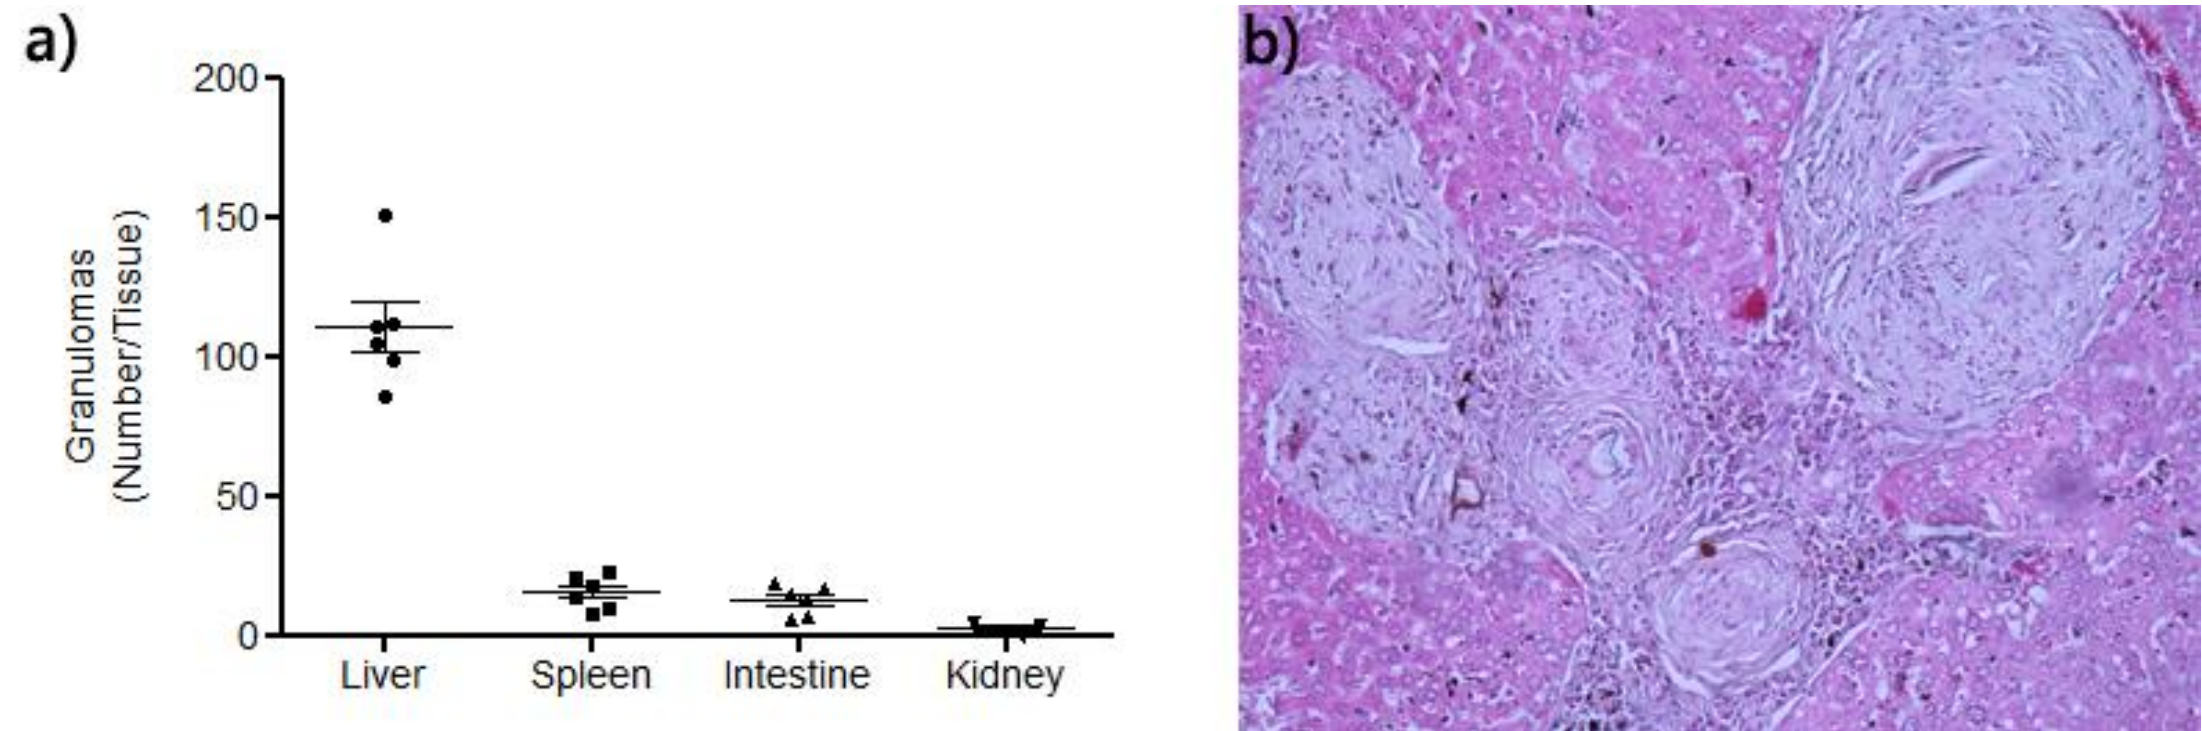 a)
200
150
100
50
0
Granulomas
(Number/Tissue)
Liver Spleen Intestine Kidney
b)